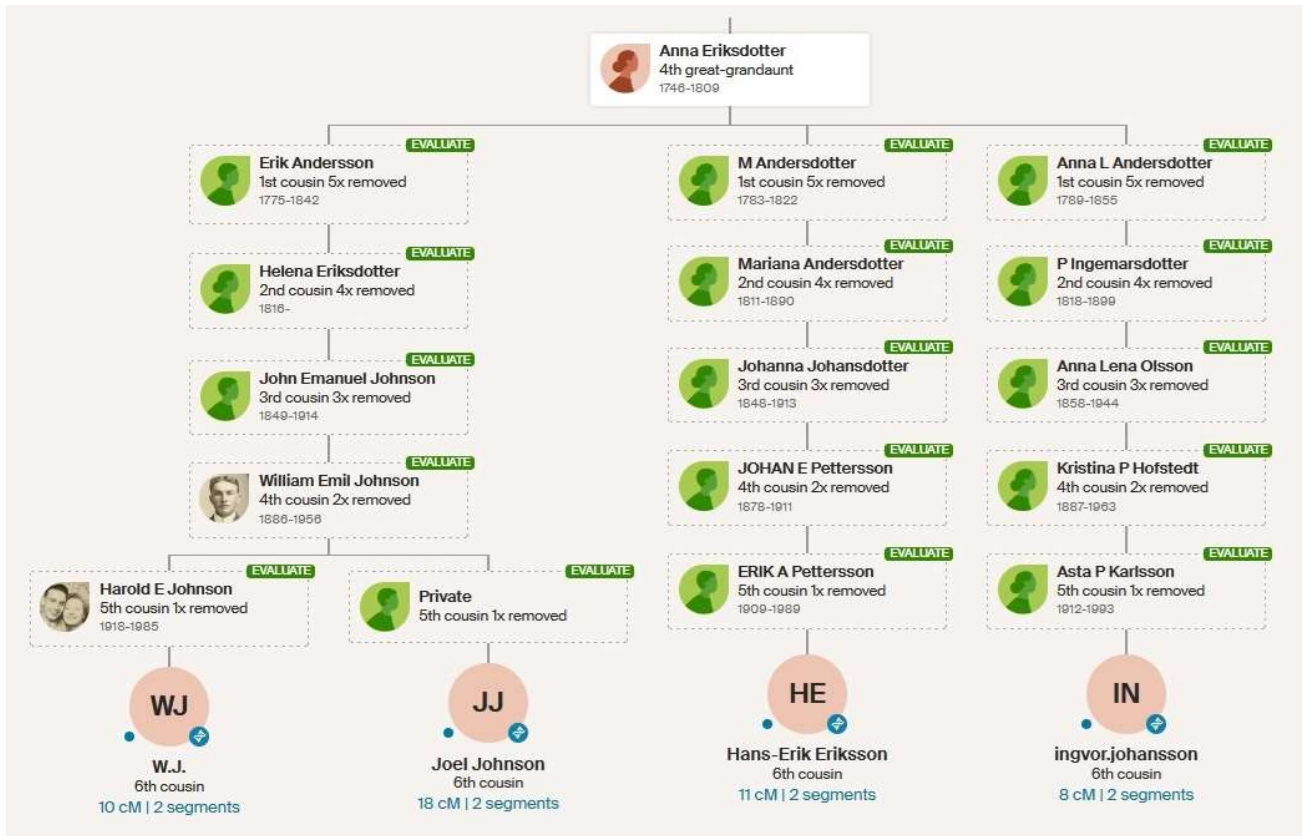 Anna Eriksdotter
4th great-grandaunt
1746-1809
EVALUATE
Erik Andersson
1st cousin 5x removed
1775-1842
EVALUATE
M Andersdotter
1st cousin 5x removed
1783-1822
EVALUATE
Anna L Andersdotter
1st cousin 5x removed
1789-1855
EVALUATE
Helena Eriksdotter
2nd cousin 4x removed
1816-
EVALUATE
Mariana Andersdotter
2nd cousin 4x removed
1811-1890
EVALUATE
P Ingemarsdotter
2nd cousin 4x removed
1818-1899
EVALUATE
John Emanuel Johnson
3rd cousin 3x removed
1849-1914
EVALUATE
Johanna Johansdotter
3rd cousin 3x removed
1848-1913
EVALUATE
Anna Lena Olsson
3rd cousin 3x removed
1858-1944
EVALUATE
William Emil Johnson
4th cousin 2x removed
1886-1956
EVALUATE
JOHAN E Pettersson
4th cousin 2x removed
1878-1911
EVALUATE
Kristina P Hofstedt
4th cousin 2x removed
1887-1963
EVALUATE
Harold E Johnson
5th cousin 1x removed
1918-1985
EVALUATE
Private
5th cousin 1x removed
EVALUATE
ERIK A Pettersson
5th cousin 1x removed
1909-1989
EVALUATE
Asta P Karlsson
5th cousin 1x removed
1912-1993
WJ
W.J.
6th cousin
10 cM | 2 segments
JJ
Joel Johnson
6th cousin
18 cM | 2 segments
HE
Hans-Erik Eriksson
6th cousin
11 cM | 2 segments
IN
ingvor.johansson
6th cousin
8 cM | 2 segments